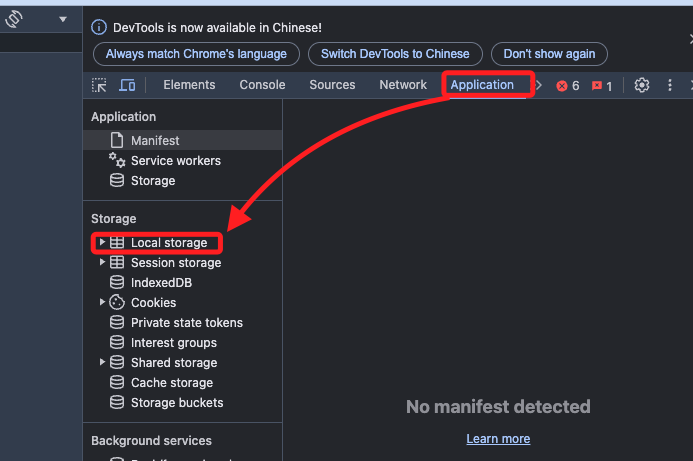 DevTools is now available in Chinese!
Always match Chrome's language Switch DevTools to Chinese Don't show again
Elements Console Sources Network Application 6 1
Application
Manifest
Service workers
Storage
Storage
Local storage
Session storage
IndexedDB
Cookies
Private state tokens
Interest groups
Shared storage
Cache storage
Storage buckets
Background services
No manifest detected
Learn more